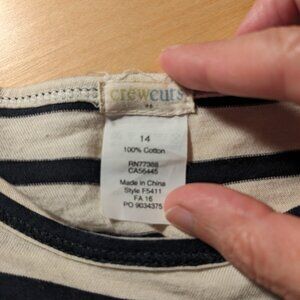 crewcuts
14
100% Cotton
RN77388
CA56445
Made in China
Style F5411
FA 16
PO 9034375